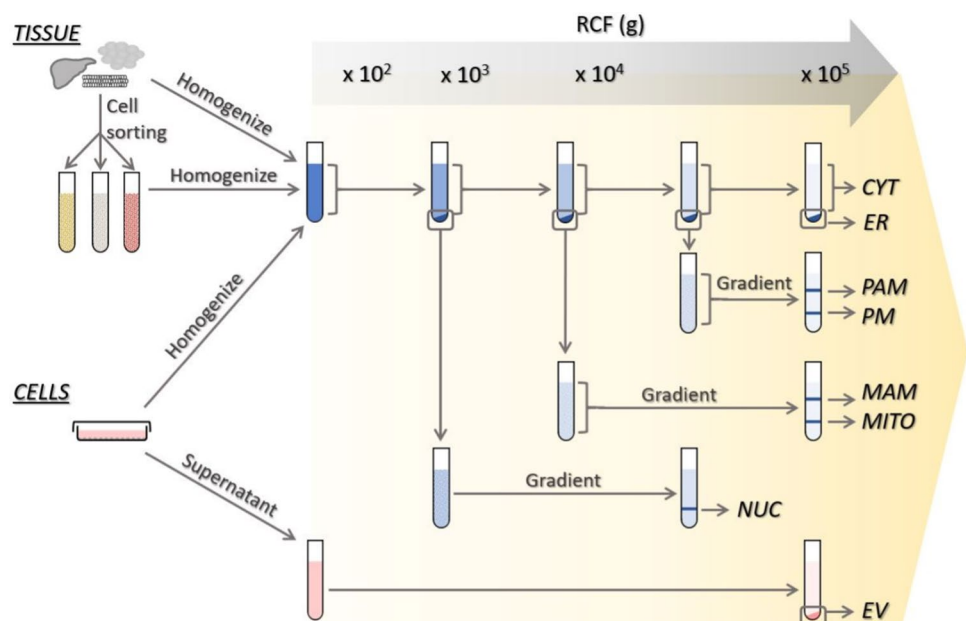 TISSUE
RCF (g)
x 10² x 10³ x 10⁴ x 10⁵
Homogenize
Cell
sorting
Homogenize
CYT
ER
Homogenize
Gradient
PAM
PM
CELLS
Gradient
MAM
MITO
Supernatant
Gradient
NUC
EV